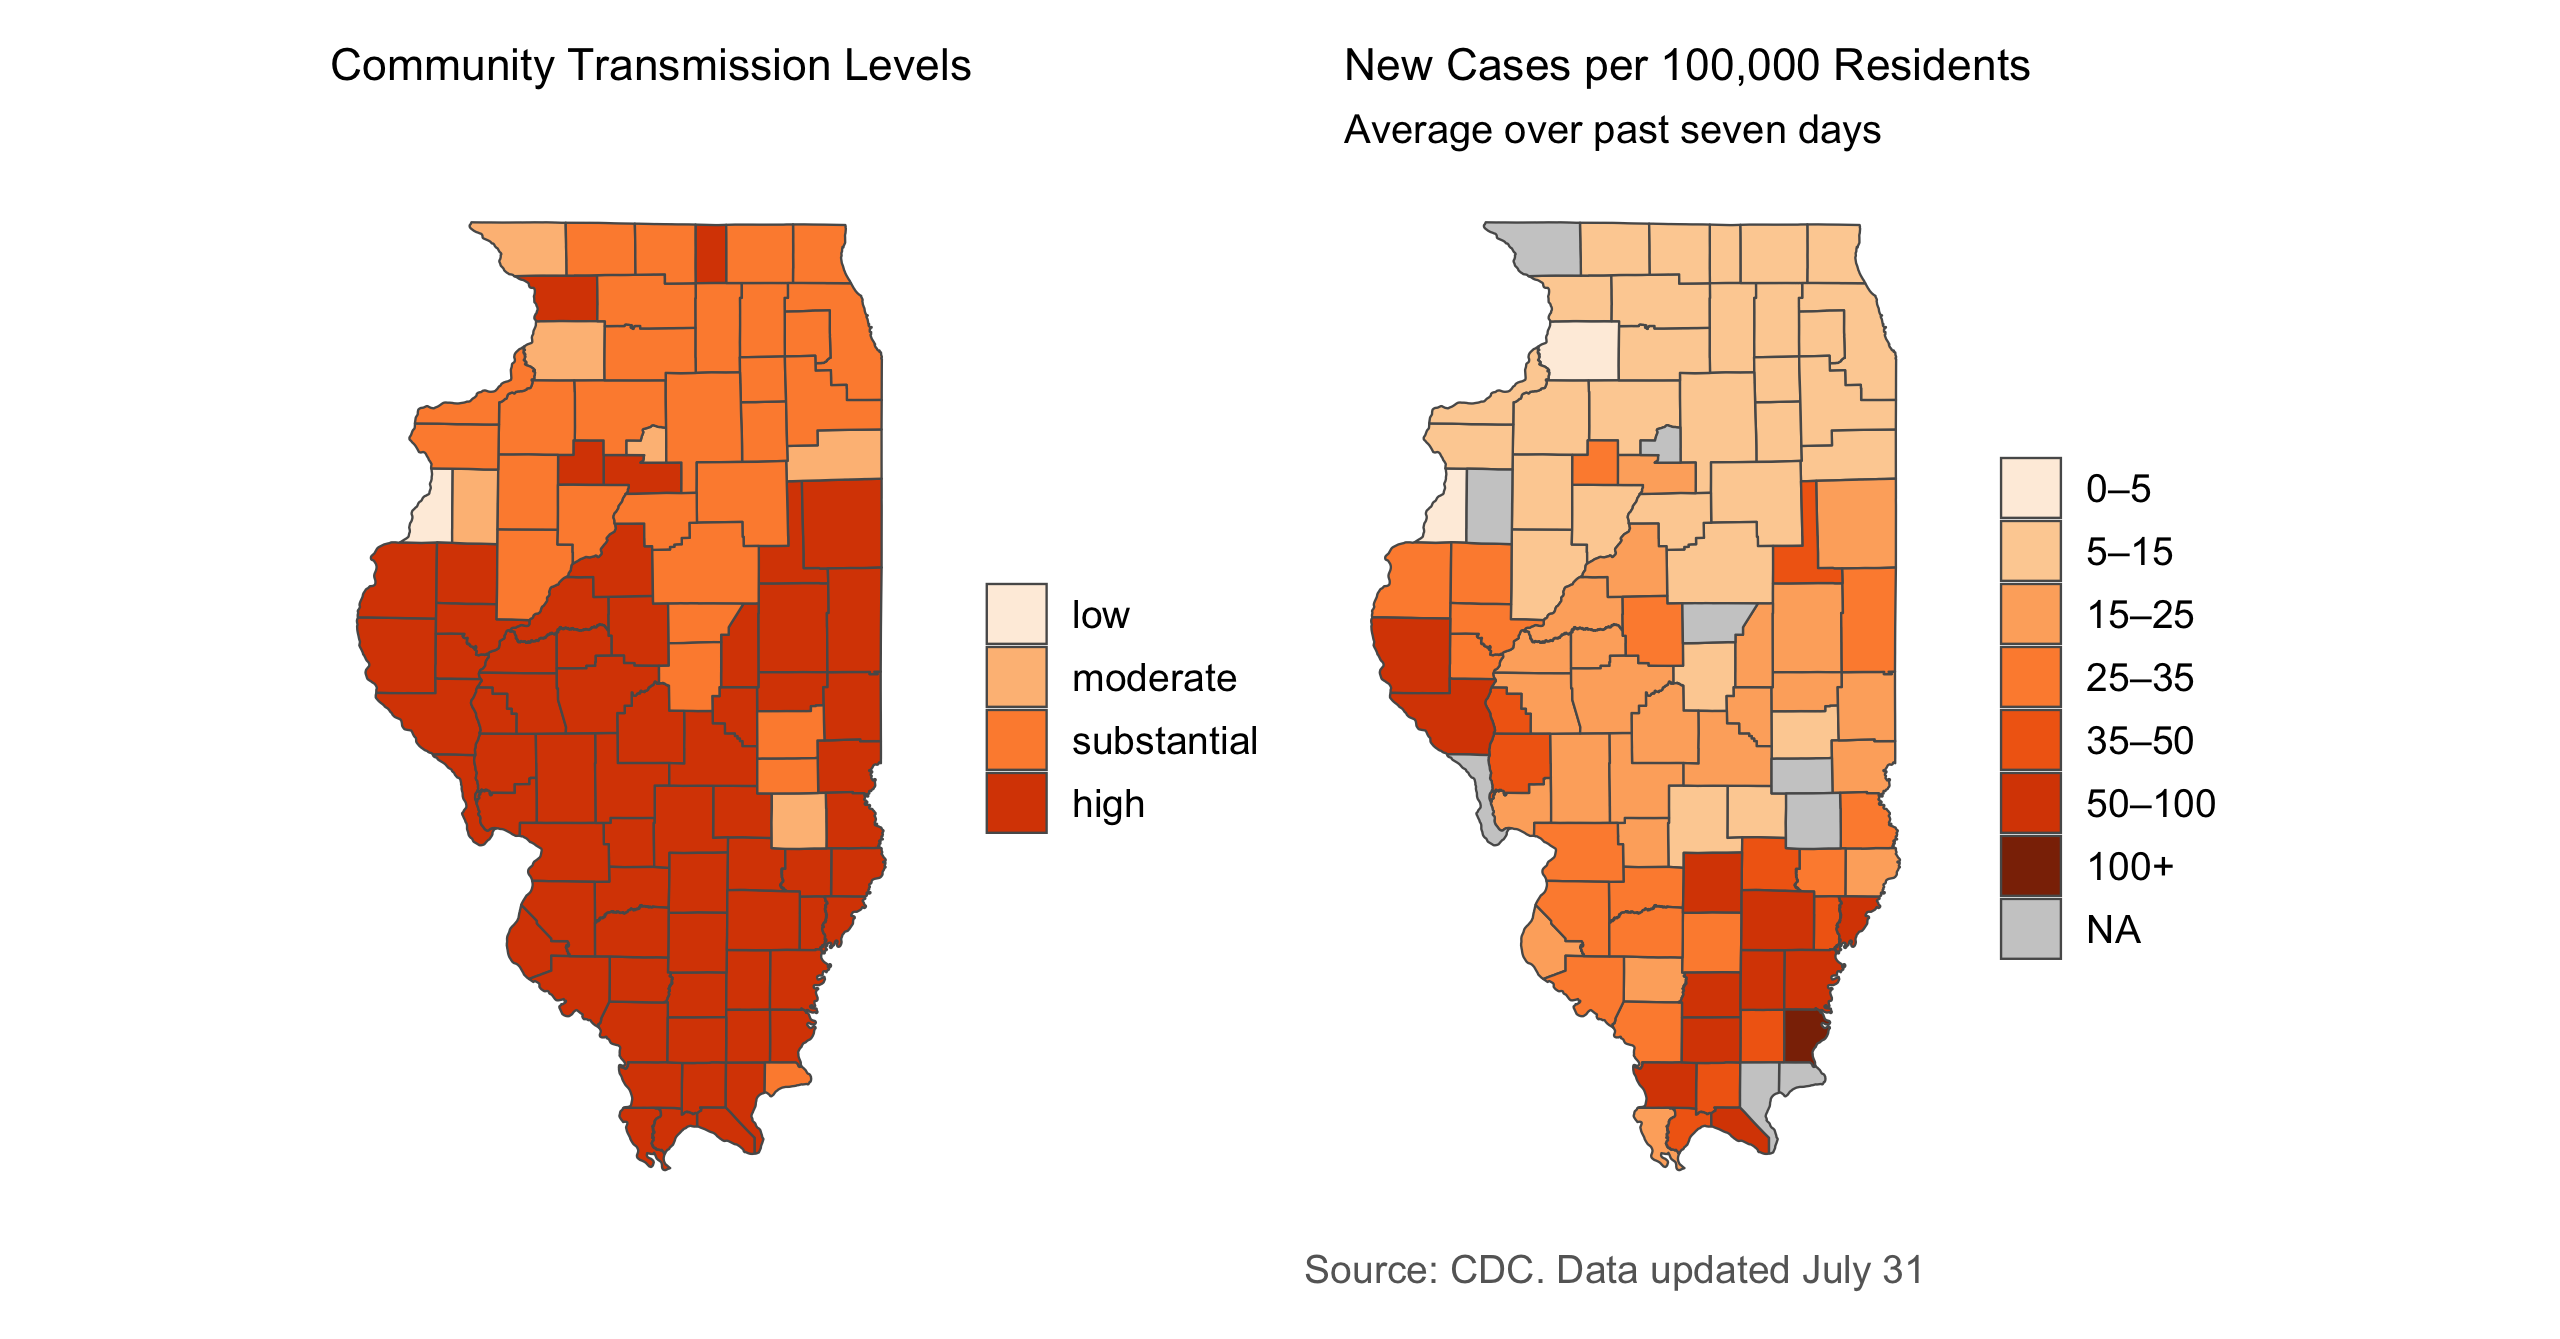 Community Transmission Levels
low
moderate
substantial
high
New Cases per 100,000 Residents
Average over past seven days
0–5
5–15
15–25
25–35
35–50
50–100
100+
NA
Source: CDC. Data updated July 31